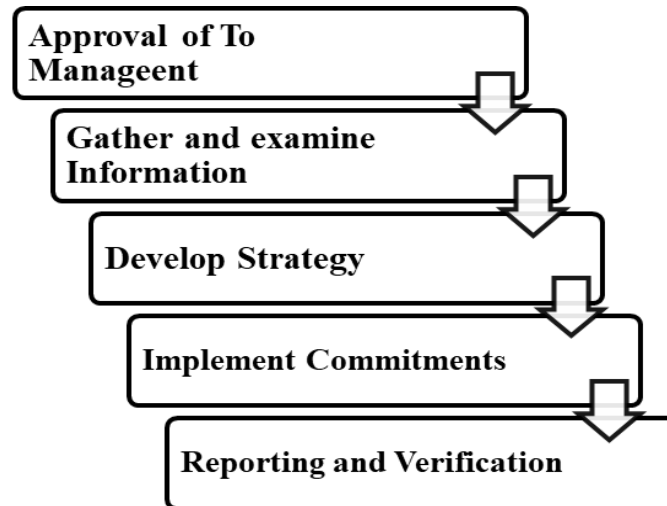 Approval of To
Manageent
Gather and examine
Information
Develop Strategy
Implement Commitments
Reporting and Verification